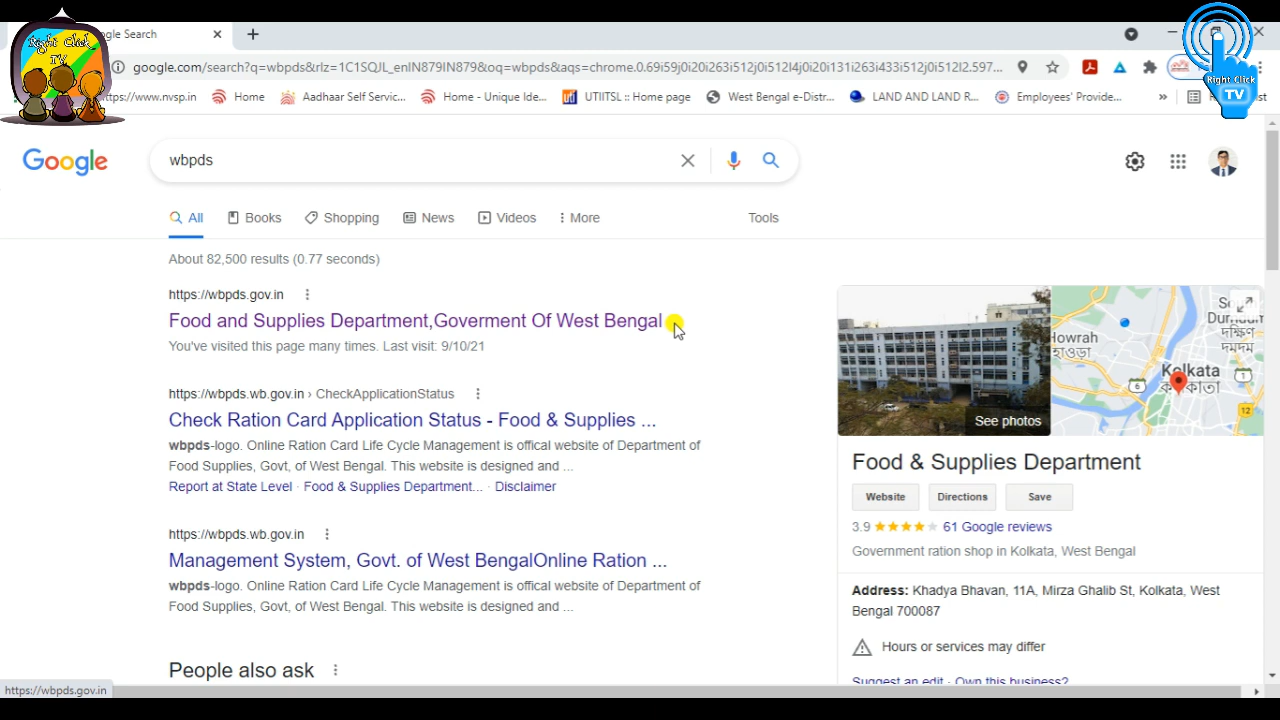 Right Click
TV
ogle Search
google.com/search?q=wbpds&rlz=1C1SQJL_enIN879IN879&oq=wbpds&aqs=chrome.0.69i59j0i20i263i512j0i512l4j0i20i131i263i433i512j0i512l2.597...
Right Click
TV
https://www.nvsp.in
Home
Aadhaar Self Servic...
Home - Unique Ide...
UTIITSL :: Home page
West Bengal e-Distr...
LAND AND LAND R...
Employees' Provide...
»
Google
wbpds
All
Books
Shopping
News
Videos
More
Tools
About 82,500 results (0.77 seconds)
https://wbpds.gov.in
Food and Supplies Department,Goverment Of West Bengal
You've visited this page many times. Last visit: 9/10/21
https://wbpds.wb.gov.in › CheckApplicationStatus
Check Ration Card Application Status - Food & Supplies ...
wbpds-logo. Online Ration Card Life Cycle Management is offical website of Department of
Food Supplies, Govt, of West Bengal. This website is designed and ...
Report at State Level · Food & Supplies Department... · Disclaimer
https://wbpds.wb.gov.in
Management System, Govt. of West BengalOnline Ration ...
wbpds-logo. Online Ration Card Life Cycle Management is offical website of Department of
Food Supplies, Govt, of West Bengal. This website is designed and ...
People also ask
See photos
Howrah
হাওড়া
দক্ষিণ
দমদম
Kolkata
কলকাতা
6
1
12
Food & Supplies Department
Website
Directions
Save
3.9
61 Google reviews
Government ration shop in Kolkata, West Bengal
Address: Khadya Bhavan, 11A, Mirza Ghalib St, Kolkata, West
Bengal 700087
Hours or services may differ
Suggest an edit · Own this business?
https://wbpds.gov.in